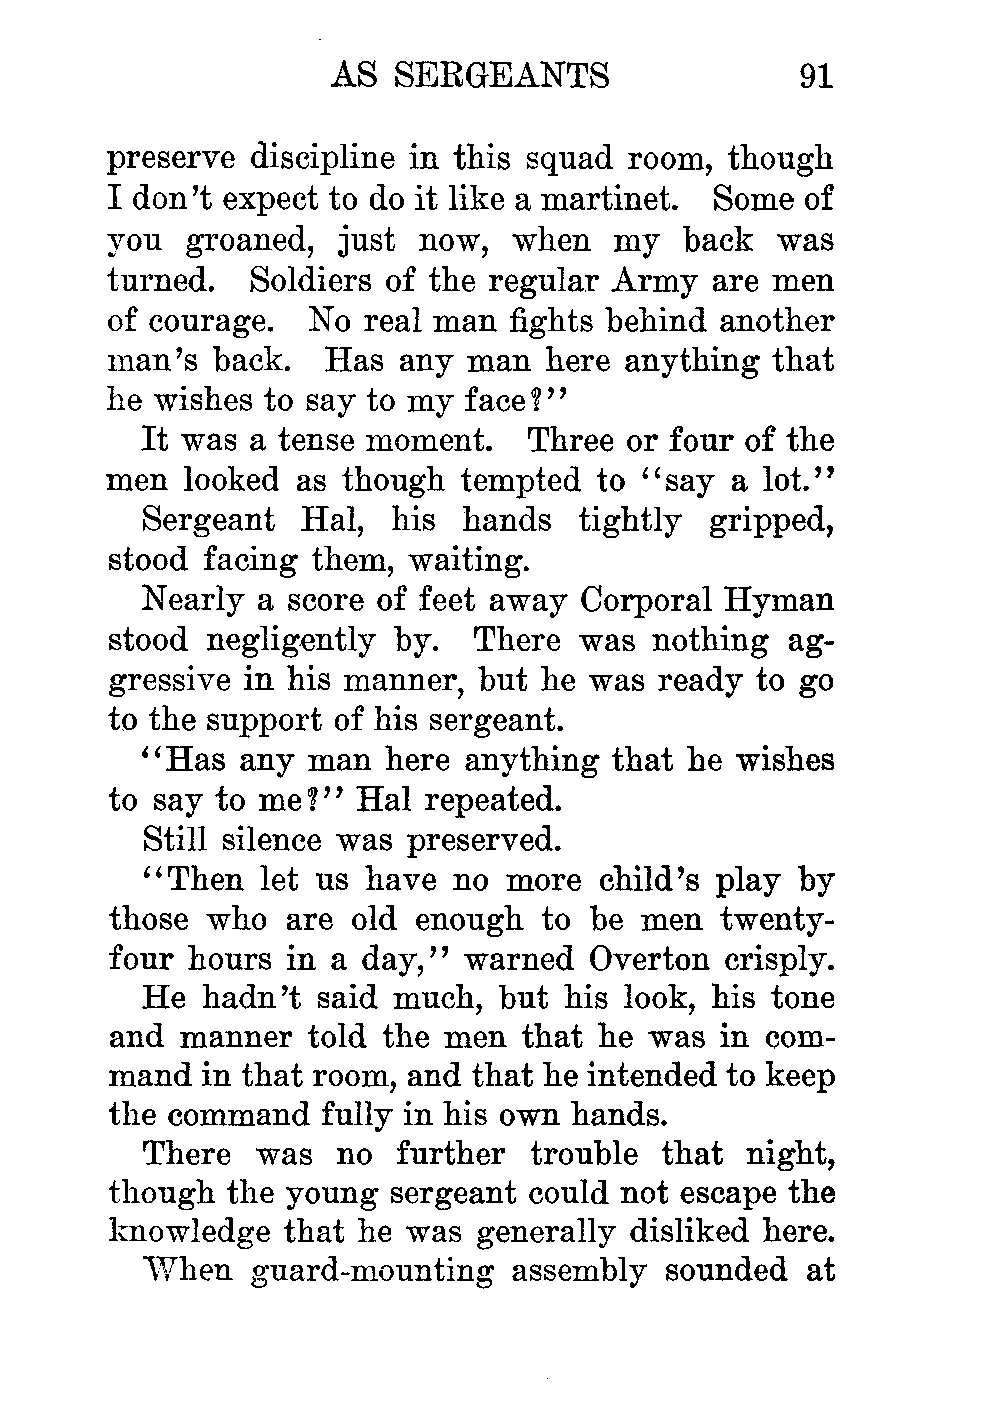 AS SERGEANTS 91
preserve discipline in this squad room, though
I don't expect to do it like a martinet. Some of
you groaned, just now, when my back was
turned. Soldiers of the regular Army are men
of courage. No real man fights behind another
man's back. Has any man here anything that
he wishes to say to my face?"
It was a tense moment. Three or four of the
men looked as though tempted to "say a lot."
Sergeant Hal, his hands tightly gripped,
stood facing them, waiting.
Nearly a score of feet away Corporal Hyman
stood negligently by. There was nothing ag-
gressive in his manner, but he was ready to go
to the support of his sergeant.
"Has any man here anything that he wishes
to say to me?" Hal repeated.
Still silence was preserved.
"Then let us have no more child's play by
those who are old enough to be men twenty-
four hours in a day," warned Overton crisply.
He hadn't said much, but his look, his tone
and manner told the men that he was in com-
mand in that room, and that he intended to keep
the command fully in his own hands.
There was no further trouble that night,
though the young sergeant could not escape the
knowledge that he was generally disliked here.
When guard-mounting assembly sounded at